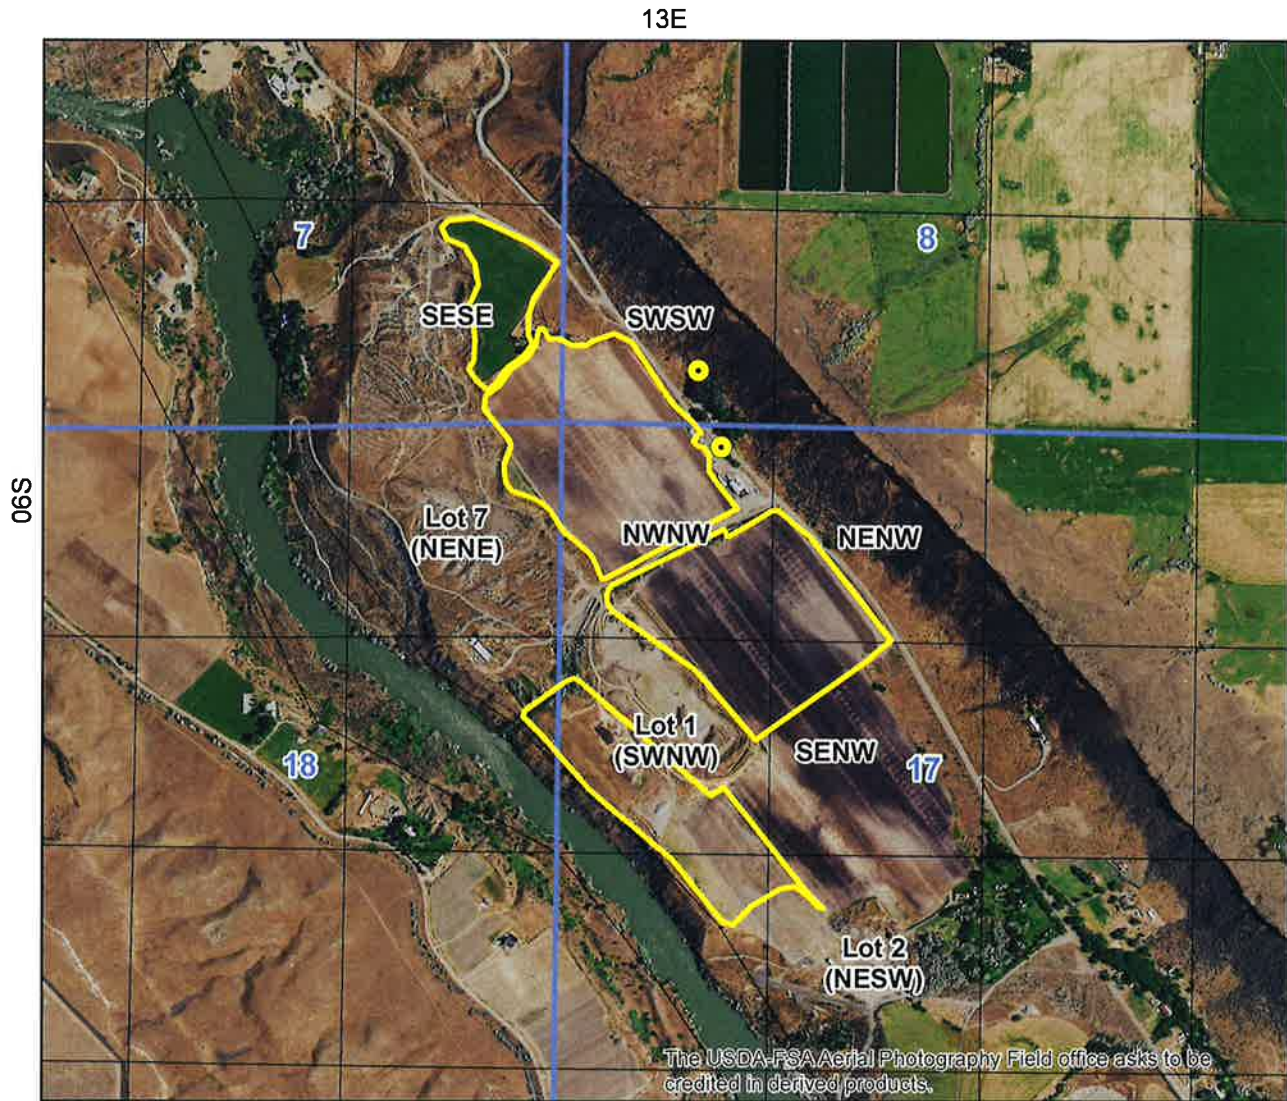 13E
06S
7
8
SESE
SWSW
Lot 7
(NENE)
NWNW
NENW
Lot 1
(SWNW)
SENW
18
17
Lot 2
(NESW)
The USDA-FSA Aerial Photography Field office asks to be
credited in derived products.